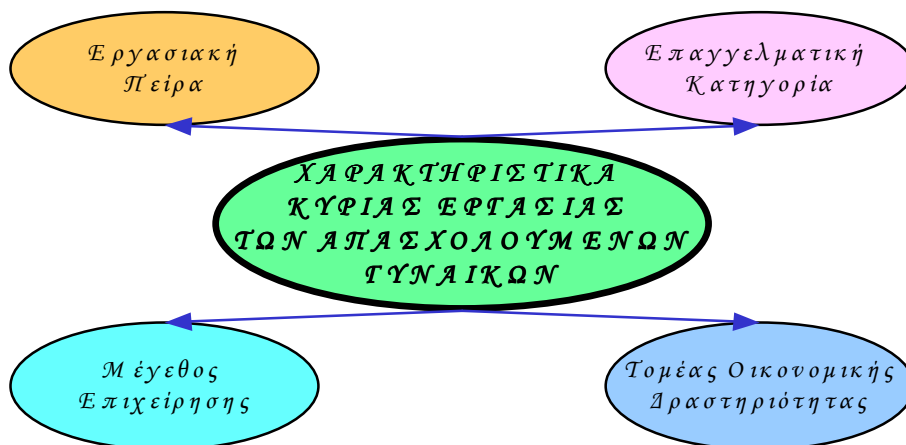 Εργασιακή
Πείρα
Επαγγελματική
Κατηγορία
ΧΑΡΑΚΤΗΡΙΣΤΙΚΑ
ΚΥΡΙΑΣ ΕΡΓΑΣΙΑΣ
ΤΩΝ ΑΠΑΣΧΟΛΟΥΜΕΝΩΝ
ΓΥΝΑΙΚΩΝ
Μέγεθος
Επιχείρησης
Τομέας Οικονομικής
Δραστηριότητας